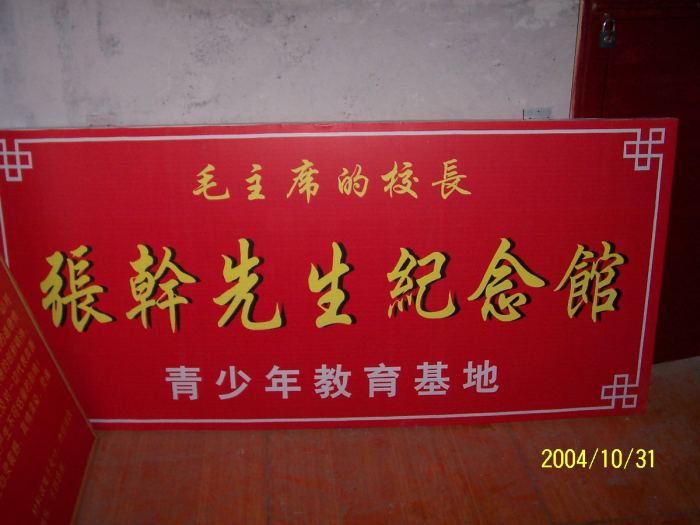 毛主席的校長
張幹先生紀念館
青少年教育基地
2004/10/31